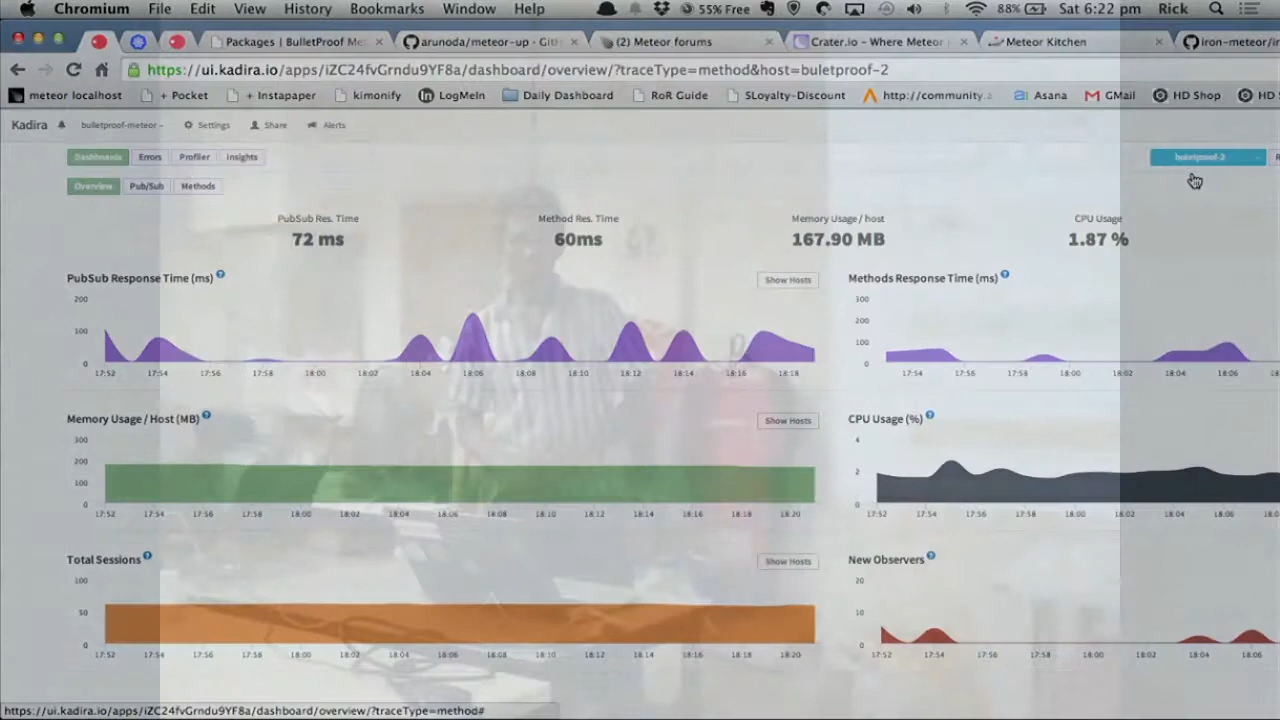 Chromium File Edit View History Bookmarks Window Help 55% Free 88% Sat 6:22 pm Rick
Packages | BulletProof Me × arunoda/meteor-up - GitH × (2) Meteor forums × Crater.io - Where Meteor × Meteor Kitchen × iron-meteor/ir
https://ui.kadira.io/apps/iZC24fvGrndu9YF8a/dashboard/overview/?traceType=method&host=buletproof-2
meteor localhost + Pocket + Instapaper kimonify LogMeIn Daily Dashboard RoR Guide SLoyalty-Discount http://community. Asana GMail HD Shop HD S
Kadira bulletproof-meteor Settings Share Alerts
Dashboards Errors Profiler Insights buletproof-2 R
Overview Pub/Sub Methods
PubSub Res. Time Method Res. Time Memory Usage / host CPU Usage
72 ms 60ms 167.90 MB 1.87 %
PubSub Response Time (ms) ? Show Hosts Methods Response Time (ms) ?
200 300
200
100 100
0 0
17:52 17:54 17:56 17:58 18:00 18:02 18:04 18:06 18:08 18:10 18:12 18:14 18:16 18:18 17:54 17:56 17:58 18:00 18:02 18:04 18:06
Memory Usage / Host (MB) ? Show Hosts CPU Usage (%) ?
300 4
200 2
100
0 0
17:52 17:54 17:56 17:58 18:00 18:02 18:04 18:06 18:08 18:10 18:12 18:14 18:16 18:18 18:20 17:52 17:54 17:56 17:58 18:00 18:02 18:04 18:0
Total Sessions ? Show Hosts New Observers ?
100 20
50 10
0 0
17:52 17:54 17:56 17:58 18:00 18:02 18:04 18:06 18:08 18:10 18:12 18:14 18:16 18:18 18:20 17:52 17:54 17:56 17:58 18:00 18:02 18:04 18:06
https://ui.kadira.io/apps/iZC24fvGrndu9YF8a/dashboard/overview/?traceType=method#